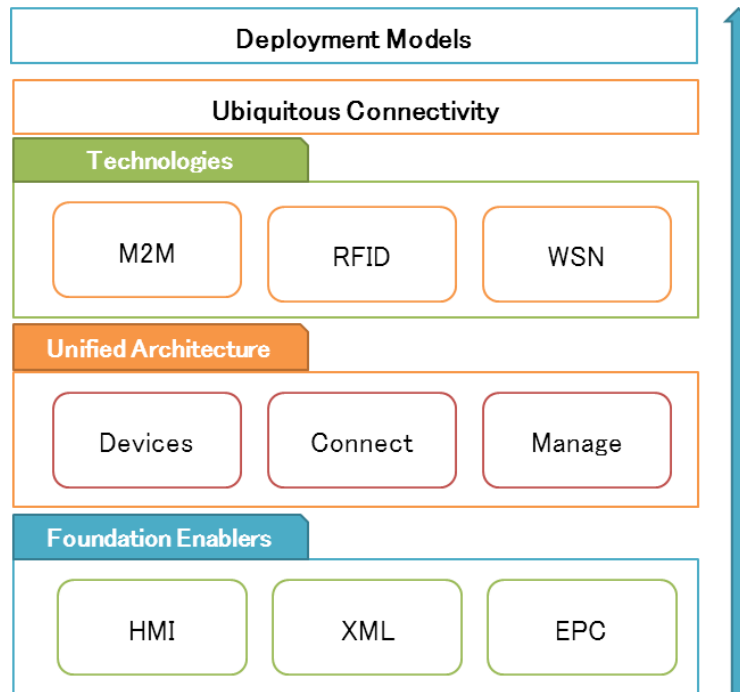 Deployment Models
Ubiquitous Connectivity
Technologies
M2M
RFID
WSN
Unified Architecture
Devices
Connect
Manage
Foundation Enablers
HMI
XML
EPC